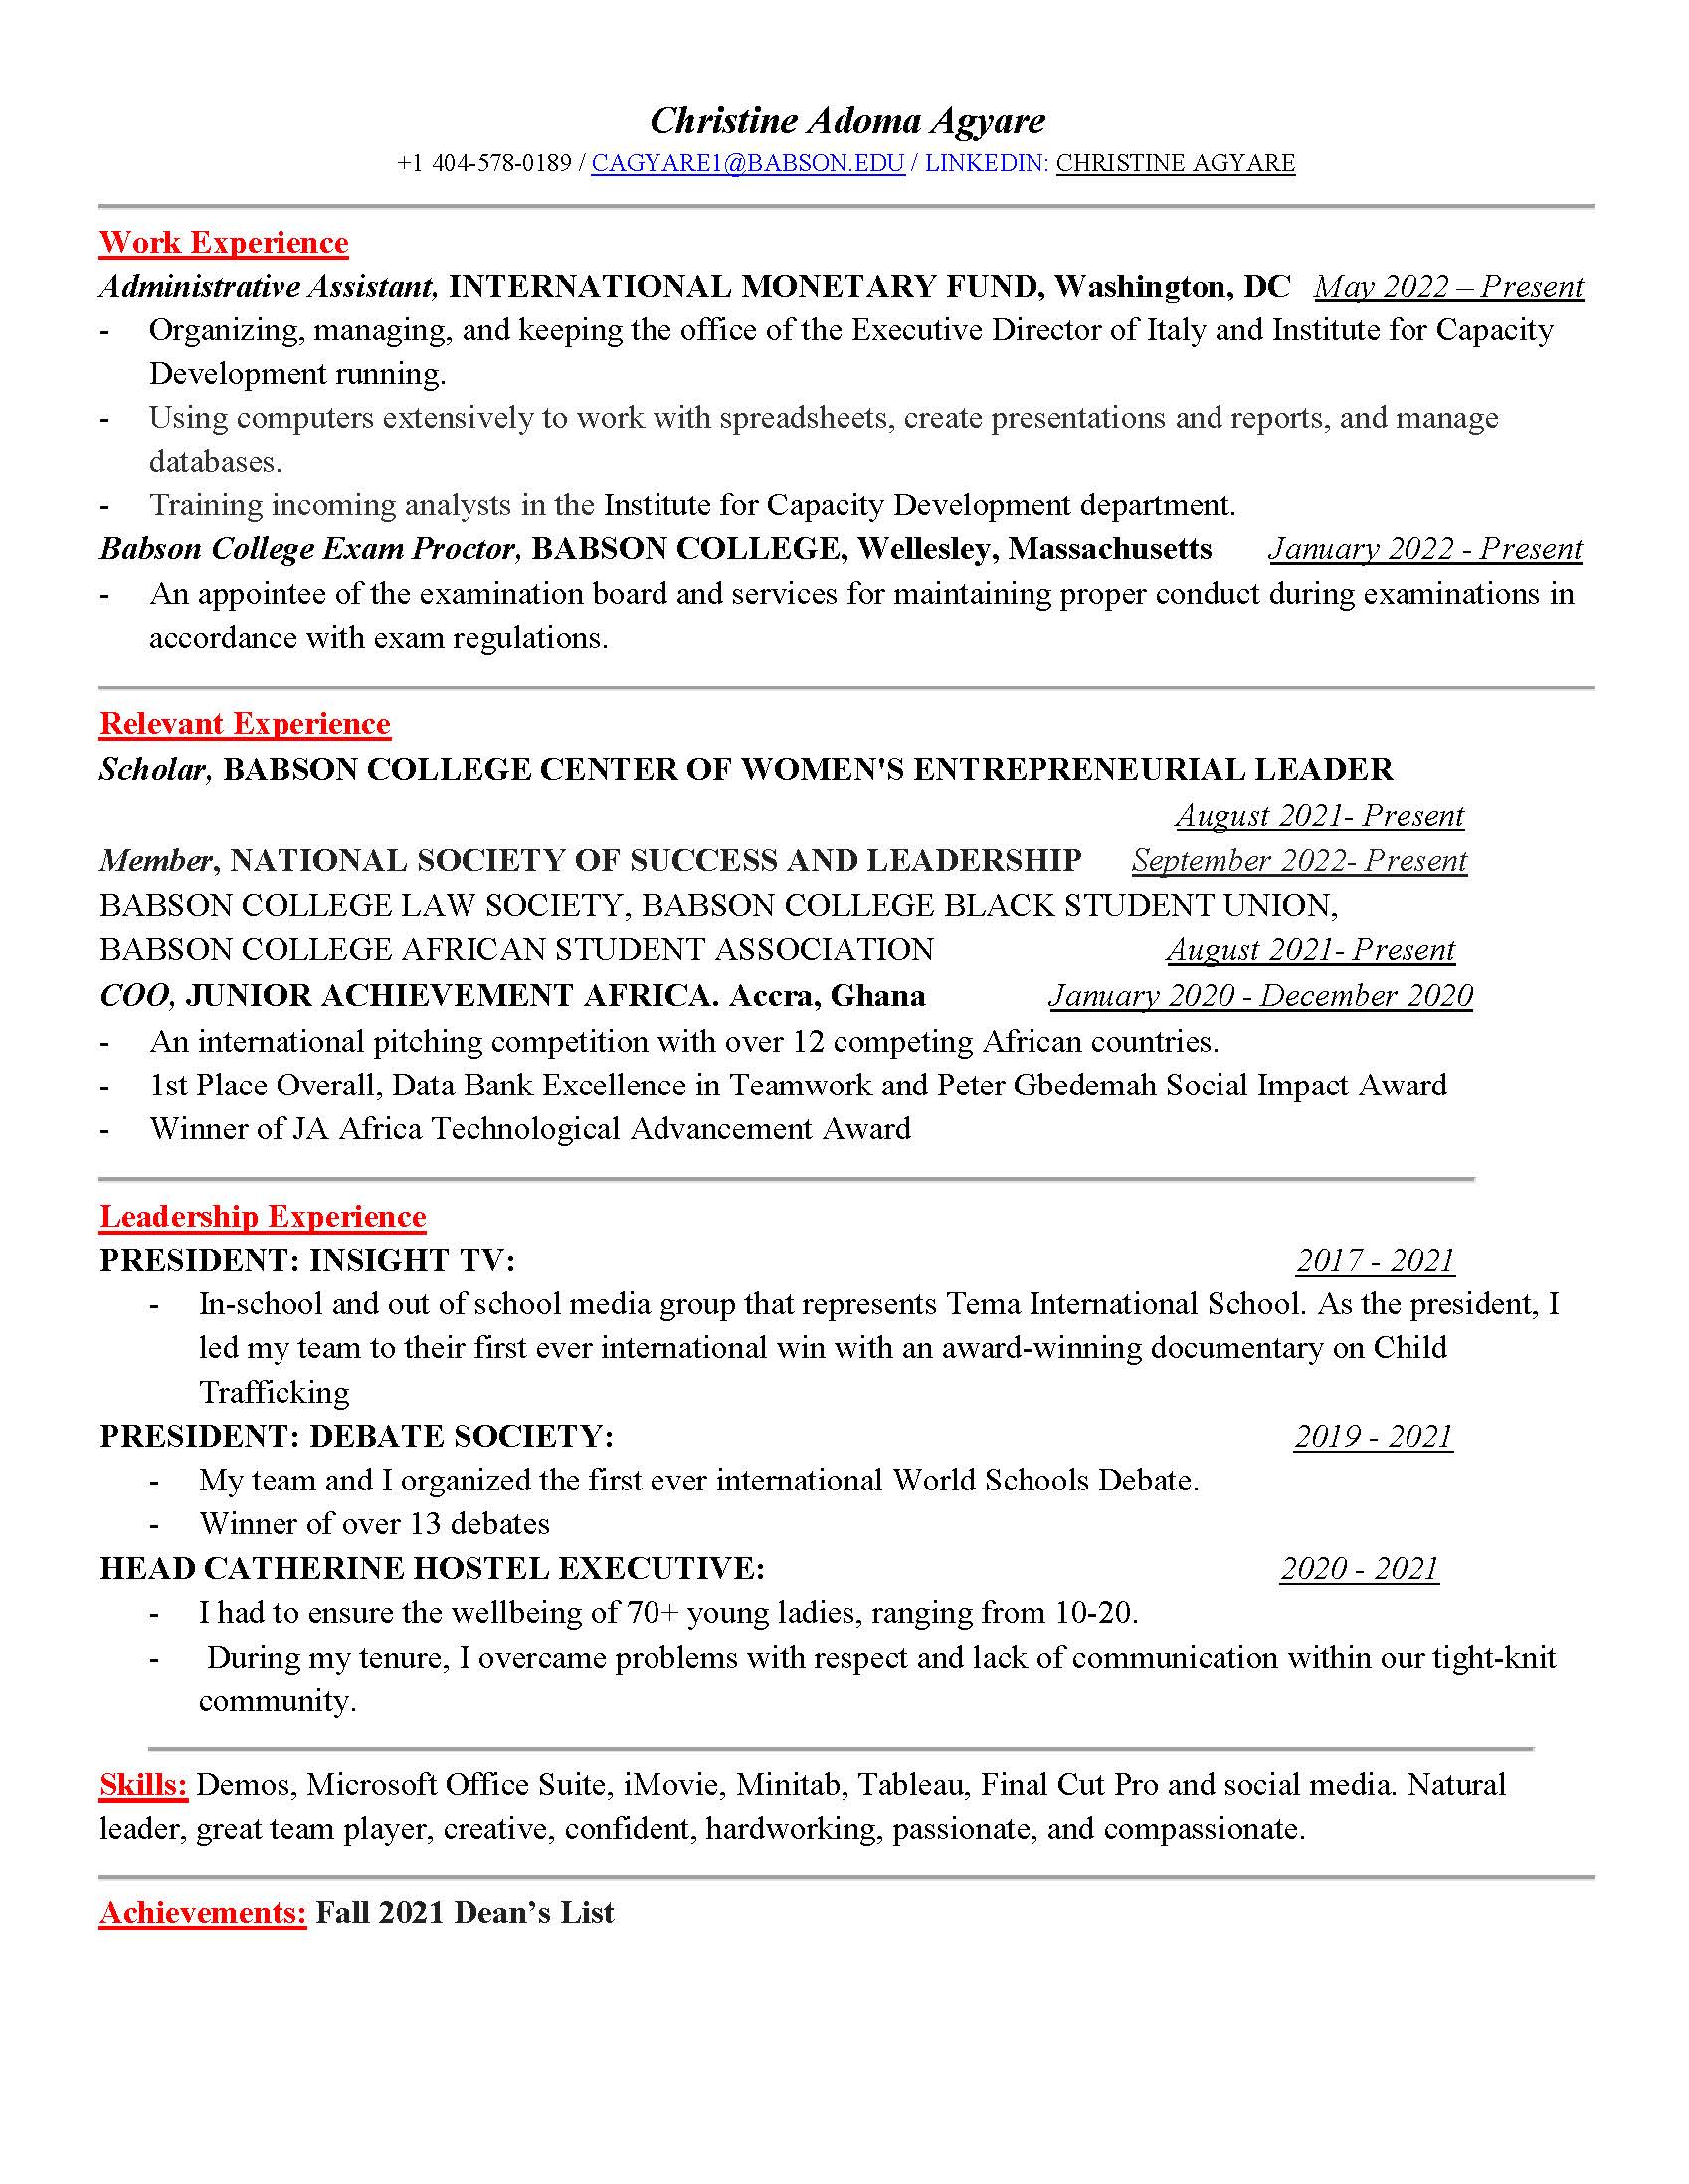 Christine Adoma Agyare
+1 404-578-0189 / CAGYARE1@BABSON.EDU / LINKEDIN: CHRISTINE AGYARE
Work Experience
Administrative Assistant, INTERNATIONAL MONETARY FUND, Washington, DC May 2022 – Present
- Organizing, managing, and keeping the office of the Executive Director of Italy and Institute for Capacity
Development running.
- Using computers extensively to work with spreadsheets, create presentations and reports, and manage
databases.
- Training incoming analysts in the Institute for Capacity Development department.
Babson College Exam Proctor, BABSON COLLEGE, Wellesley, Massachusetts January 2022 - Present
- An appointee of the examination board and services for maintaining proper conduct during examinations in
accordance with exam regulations.
Relevant Experience
Scholar, BABSON COLLEGE CENTER OF WOMEN'S ENTREPRENEURIAL LEADER
August 2021- Present
Member, NATIONAL SOCIETY OF SUCCESS AND LEADERSHIP September 2022- Present
BABSON COLLEGE LAW SOCIETY, BABSON COLLEGE BLACK STUDENT UNION,
BABSON COLLEGE AFRICAN STUDENT ASSOCIATION August 2021- Present
COO, JUNIOR ACHIEVEMENT AFRICA. Accra, Ghana January 2020 - December 2020
- An international pitching competition with over 12 competing African countries.
- 1st Place Overall, Data Bank Excellence in Teamwork and Peter Gbedemah Social Impact Award
- Winner of JA Africa Technological Advancement Award
Leadership Experience
PRESIDENT: INSIGHT TV: 2017 - 2021
- In-school and out of school media group that represents Tema International School. As the president, I
led my team to their first ever international win with an award-winning documentary on Child
Trafficking
PRESIDENT: DEBATE SOCIETY: 2019 - 2021
- My team and I organized the first ever international World Schools Debate.
- Winner of over 13 debates
HEAD CATHERINE HOSTEL EXECUTIVE: 2020 - 2021
- I had to ensure the wellbeing of 70+ young ladies, ranging from 10-20.
- During my tenure, I overcame problems with respect and lack of communication within our tight-knit
community.
Skills: Demos, Microsoft Office Suite, iMovie, Minitab, Tableau, Final Cut Pro and social media. Natural
leader, great team player, creative, confident, hardworking, passionate, and compassionate.
Achievements: Fall 2021 Dean’s List